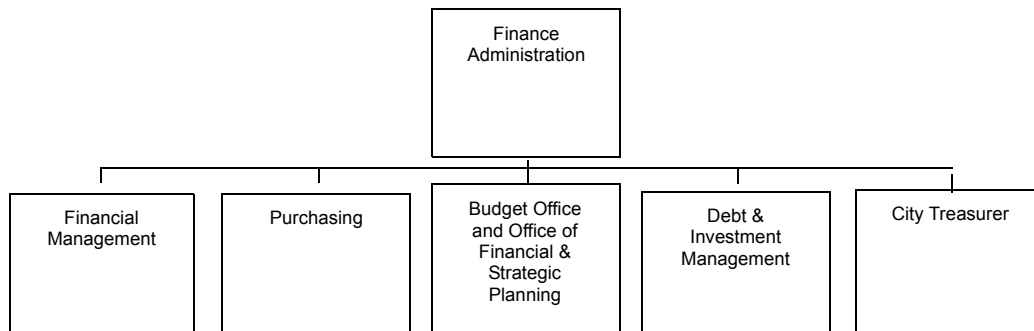 Finance
Administration
Financial
Management
Purchasing
Budget Office
and Office of
Financial &
Strategic
Planning
Debt &
Investment
Management
City Treasurer